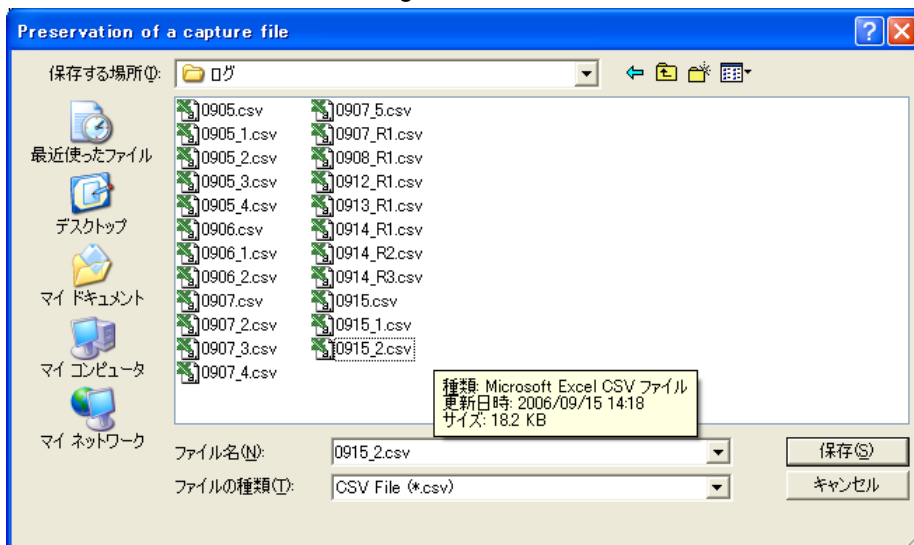 Preservation of a capture file
保存する場所(I):
ログ
最近使ったファイル
デスクトップ
マイ ドキュメント
マイ コンピュータ
マイ ネットワーク
0905.csv
0905_1.csv
0905_2.csv
0905_3.csv
0905_4.csv
0906.csv
0906_1.csv
0906_2.csv
0907.csv
0907_2.csv
0907_3.csv
0907_4.csv
0907_5.csv
0907_R1.csv
0908_R1.csv
0912_R1.csv
0913_R1.csv
0914_R1.csv
0914_R2.csv
0914_R3.csv
0915.csv
0915_1.csv
0915_2.csv
種類: Microsoft Excel CSV ファイル
更新日時: 2006/09/15 14:18
サイズ: 18.2 KB
ファイル名(N):
0915_2.csv
保存(S)
ファイルの種類(T):
CSV File (*.csv)
キャンセル